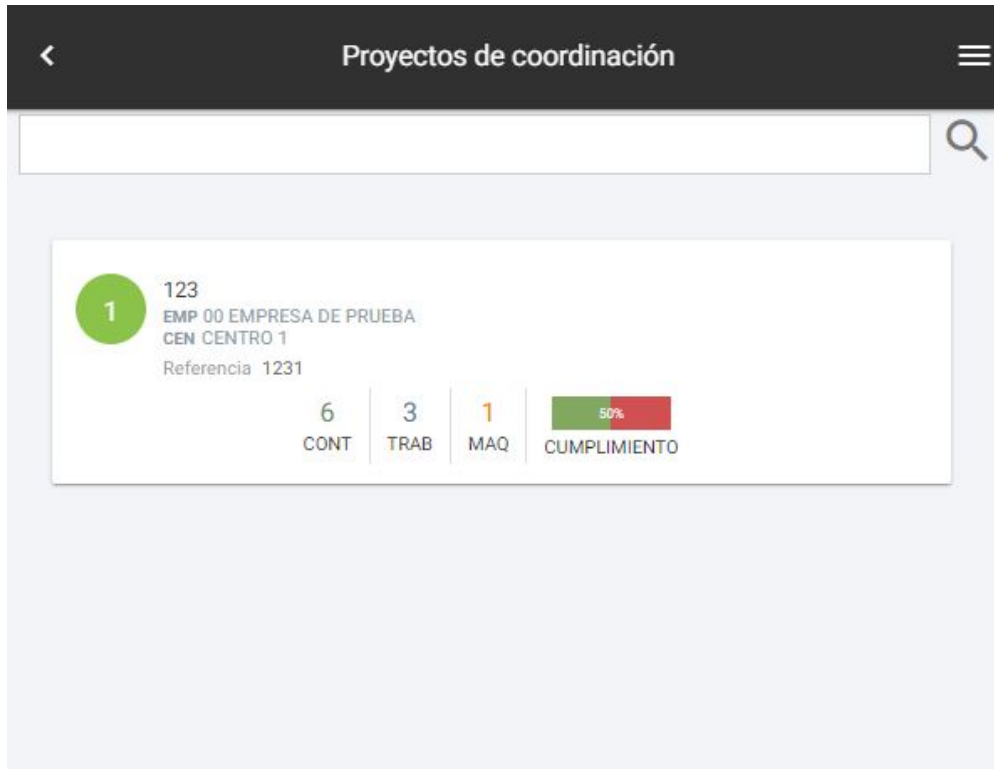 Proyectos de coordinación
1
123
EMP 00 EMPRESA DE PRUEBA
CEN CENTRO 1
Referencia 1231
6 3 1 50%
CONT TRAB MAQ CUMPLIMIENTO